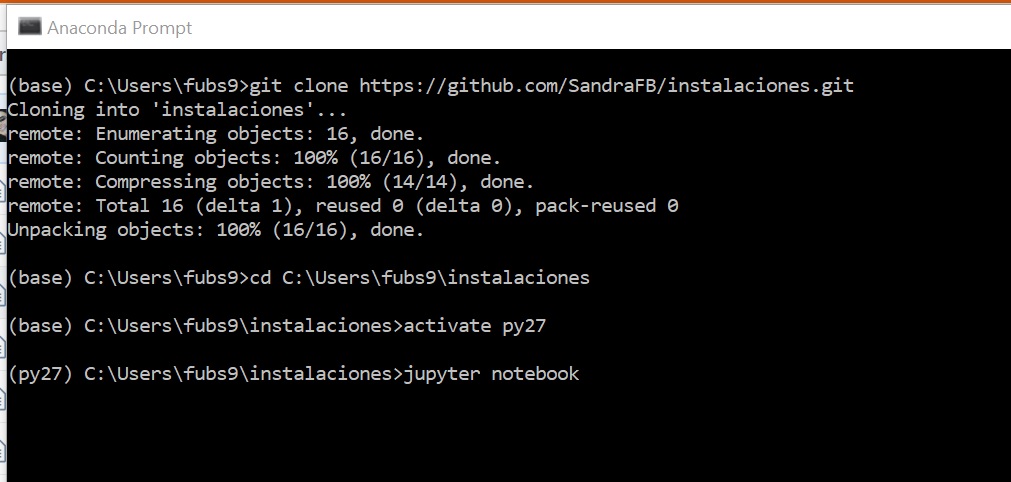 Anaconda Prompt
(base) C:\Users\fubs9>git clone https://github.com/SandraFB/instalaciones.git
Cloning into 'instalaciones'...
remote: Enumerating objects: 16, done.
remote: Counting objects: 100% (16/16), done.
remote: Compressing objects: 100% (14/14), done.
remote: Total 16 (delta 1), reused 0 (delta 0), pack-reused 0
Unpacking objects: 100% (16/16), done.
(base) C:\Users\fubs9>cd C:\Users\fubs9\instalaciones
(base) C:\Users\fubs9\instalaciones>activate py27
(py27) C:\Users\fubs9\instalaciones>jupyter notebook